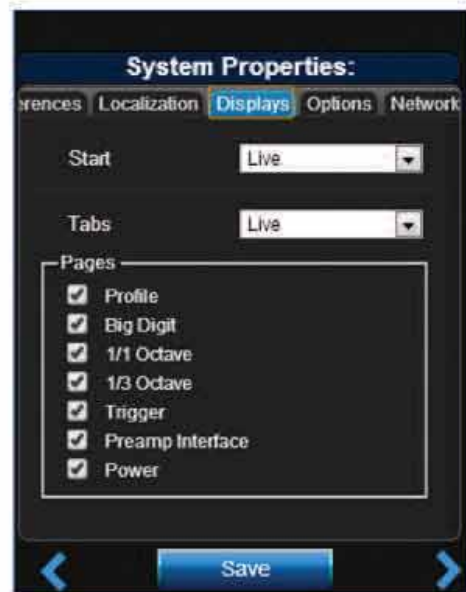 System Properties:
erences Localization Displays Options Network
Start Live
Tabs Live
Pages
Profile
Big Digit
1/1 Octave
1/3 Octave
Trigger
Preamp Interface
Power
Save